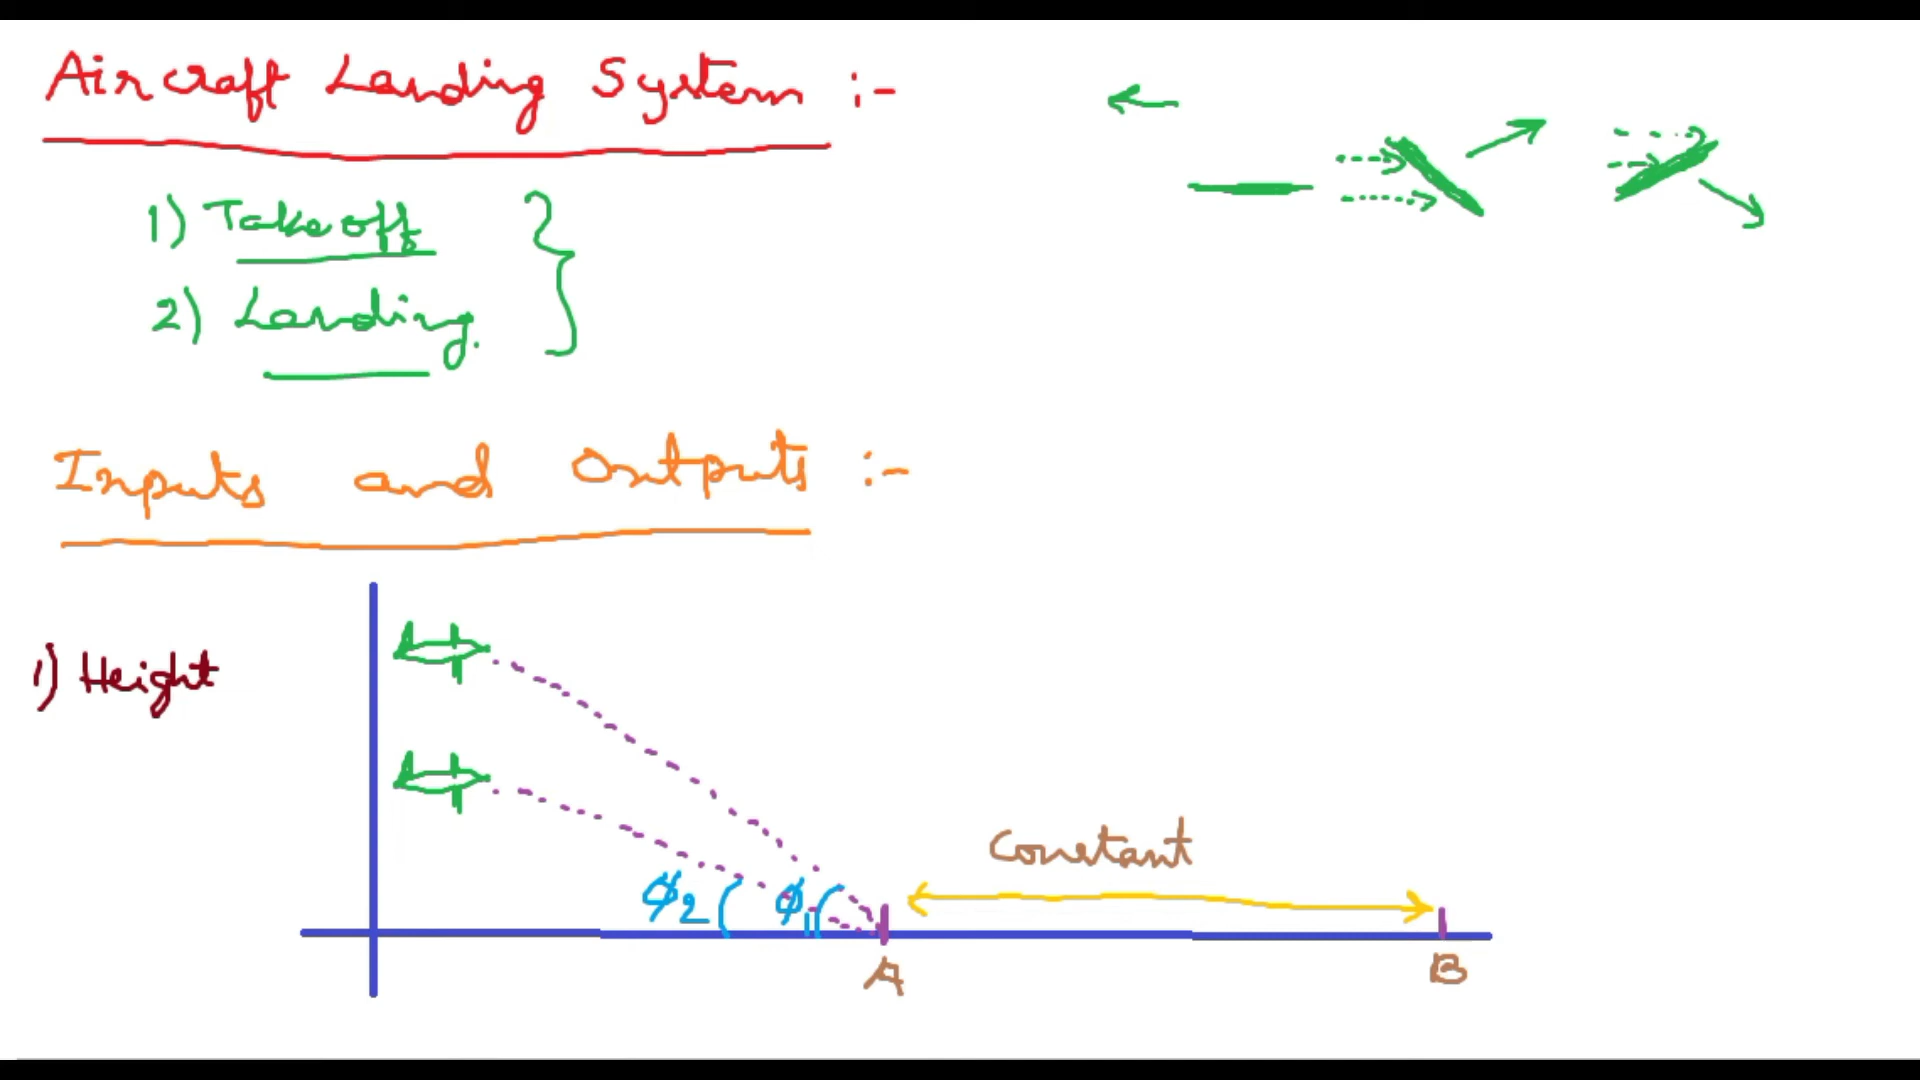 Aircraft Landing System :-
1) Takeoff
2) Landing.
Inputs and Outputs :-
1) Height
Constant
ϕ2 ϕ1
A B